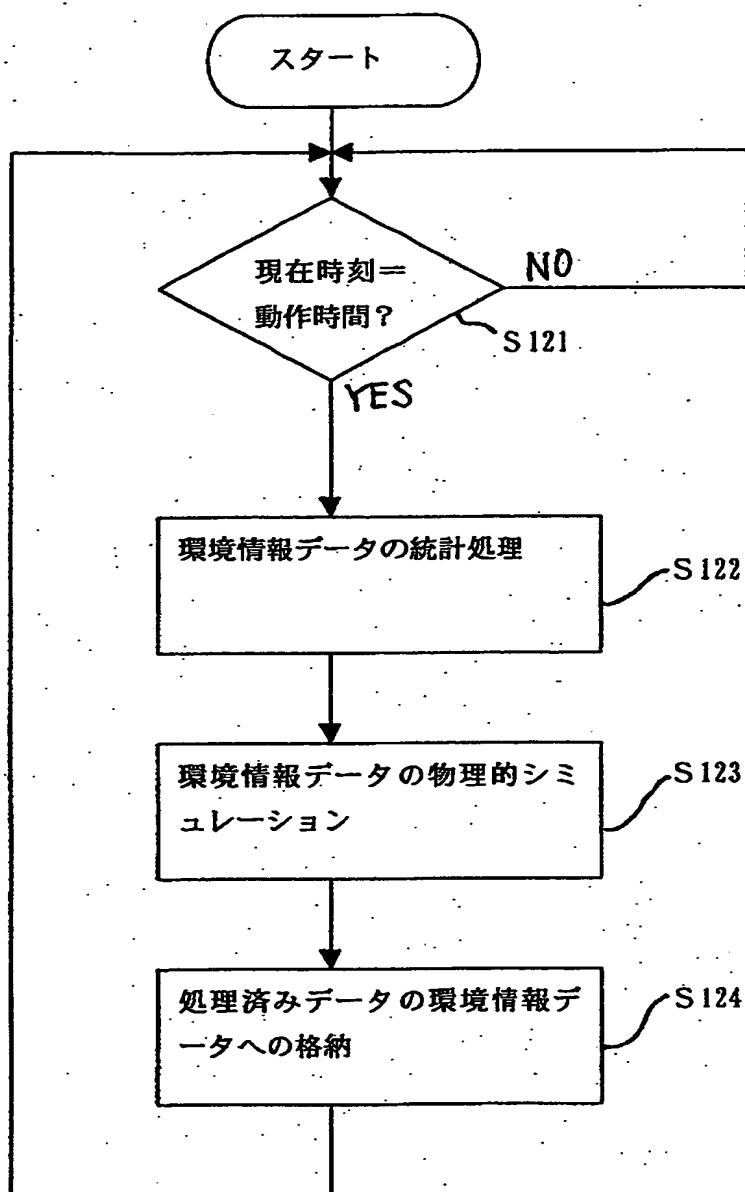 スタート
現在時刻＝
動作時間？
NO
S121
YES
環境情報データの統計処理
S122
環境情報データの物理的シミ
ュレーション
S123
処理済みデータの環境情報デ
ータへの格納
S124